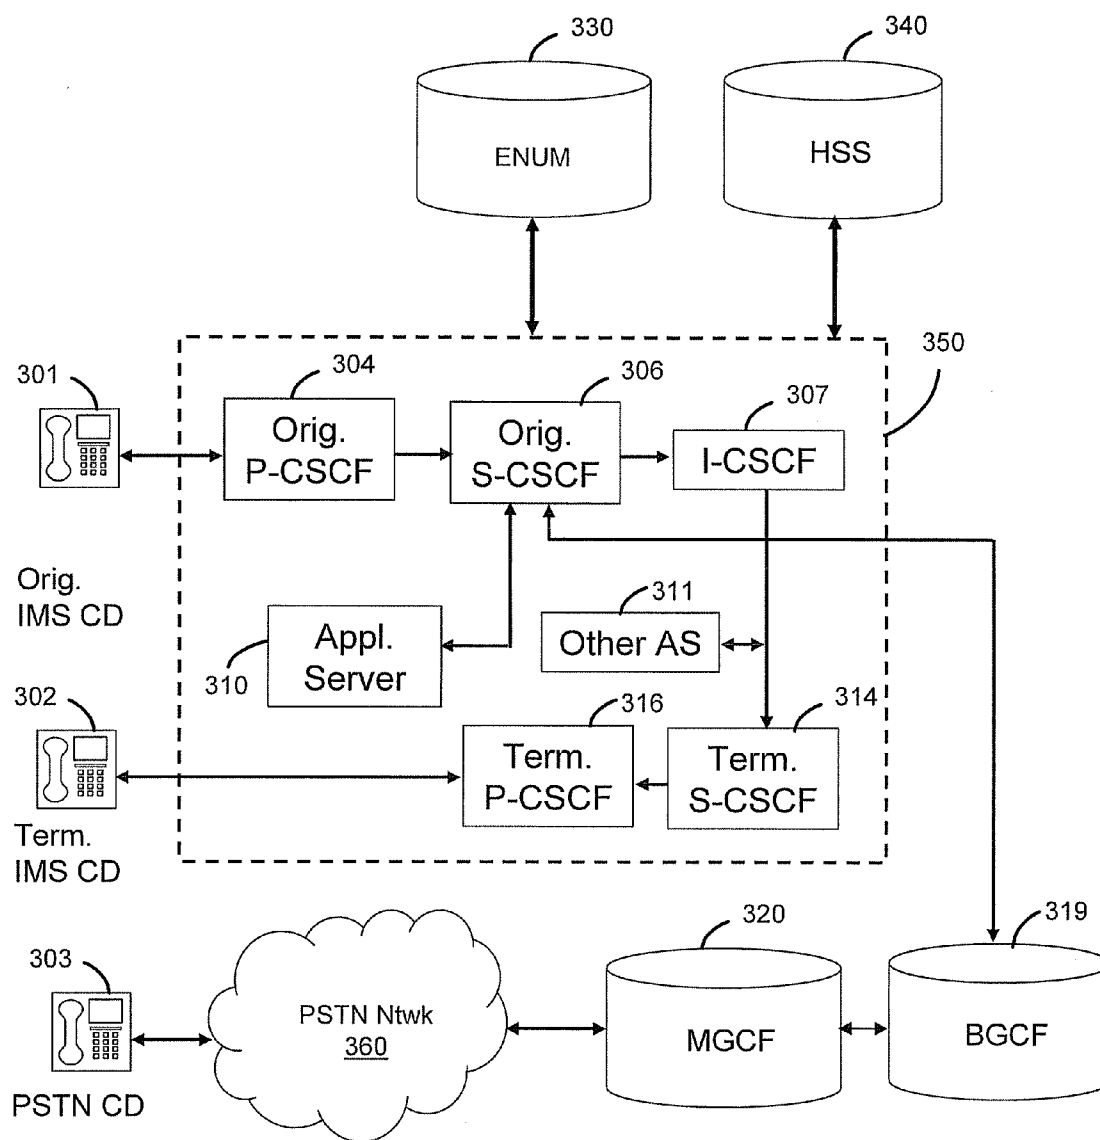 330
340
ENUM
HSS
350
301
304
306
307
Orig.
P-CSCF
Orig.
S-CSCF
I-CSCF
Orig.
IMS CD
311
Other AS
Appl.
Server
310
302
316
314
Term.
P-CSCF
Term.
S-CSCF
Term.
IMS CD
320
319
303
PSTN Ntwk
360
MGCF
BGCF
PSTN CD